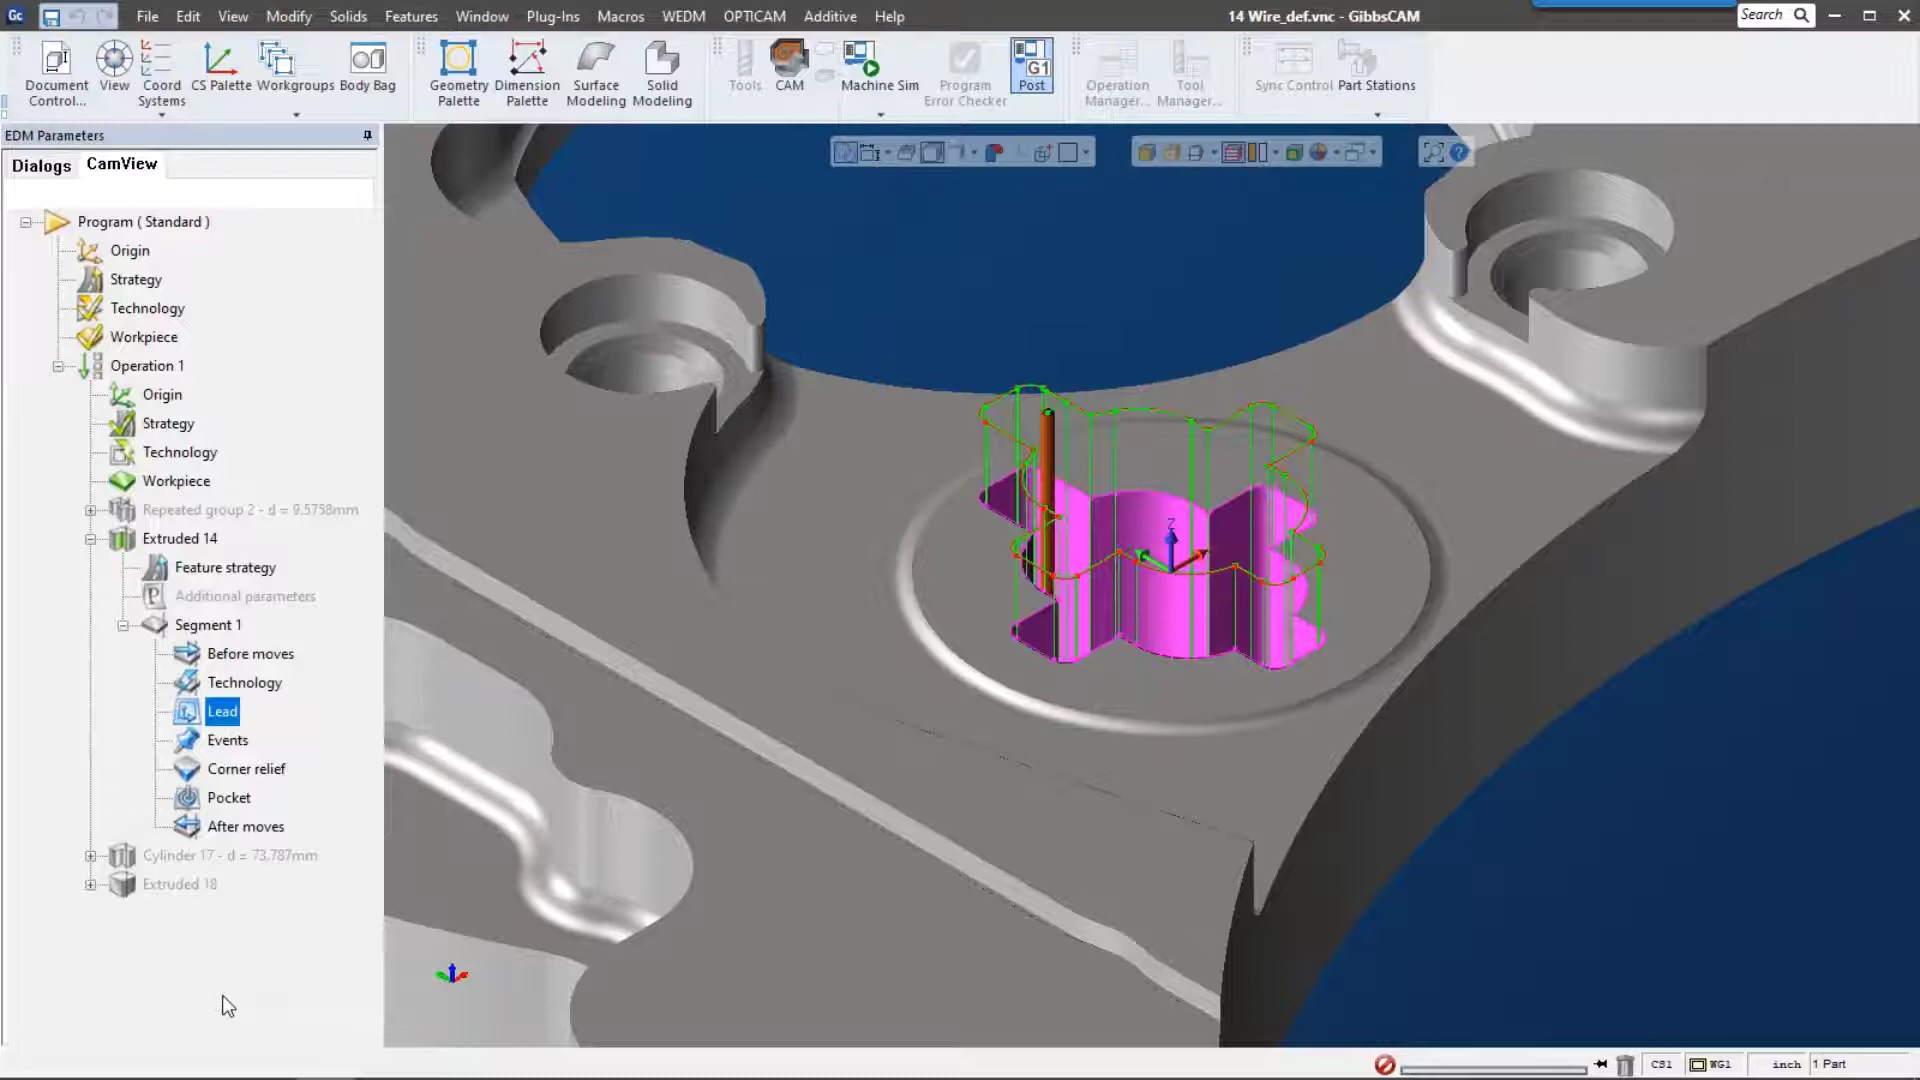 Gc File Edit View Modify Solids Features Window Plug-Ins Macros WEDM OPTICAM Additive Help 14 Wire_def.vnc - GibbsCAM Search
Document Control... View Coord Systems CS Palette Workgroups Body Bag Geometry Palette Dimension Palette Surface Modeling Solid Modeling Tools CAM Machine Sim Program Error Checker G1 Post Operation Manager... Tool Manager... Sync Control Part Stations
EDM Parameters
Dialogs CamView
Program ( Standard )
Origin
Strategy
Technology
Workpiece
Operation 1
Origin
Strategy
Technology
Workpiece
Repeated group 2 - d = 9.5758mm
Extruded 14
Feature strategy
P Additional parameters
Segment 1
Before moves
Technology
Lead
Events
Corner relief
Pocket
After moves
Cylinder 17 - d = 73.787mm
Extruded 18
Z
CS1 WG1 inch 1 Part